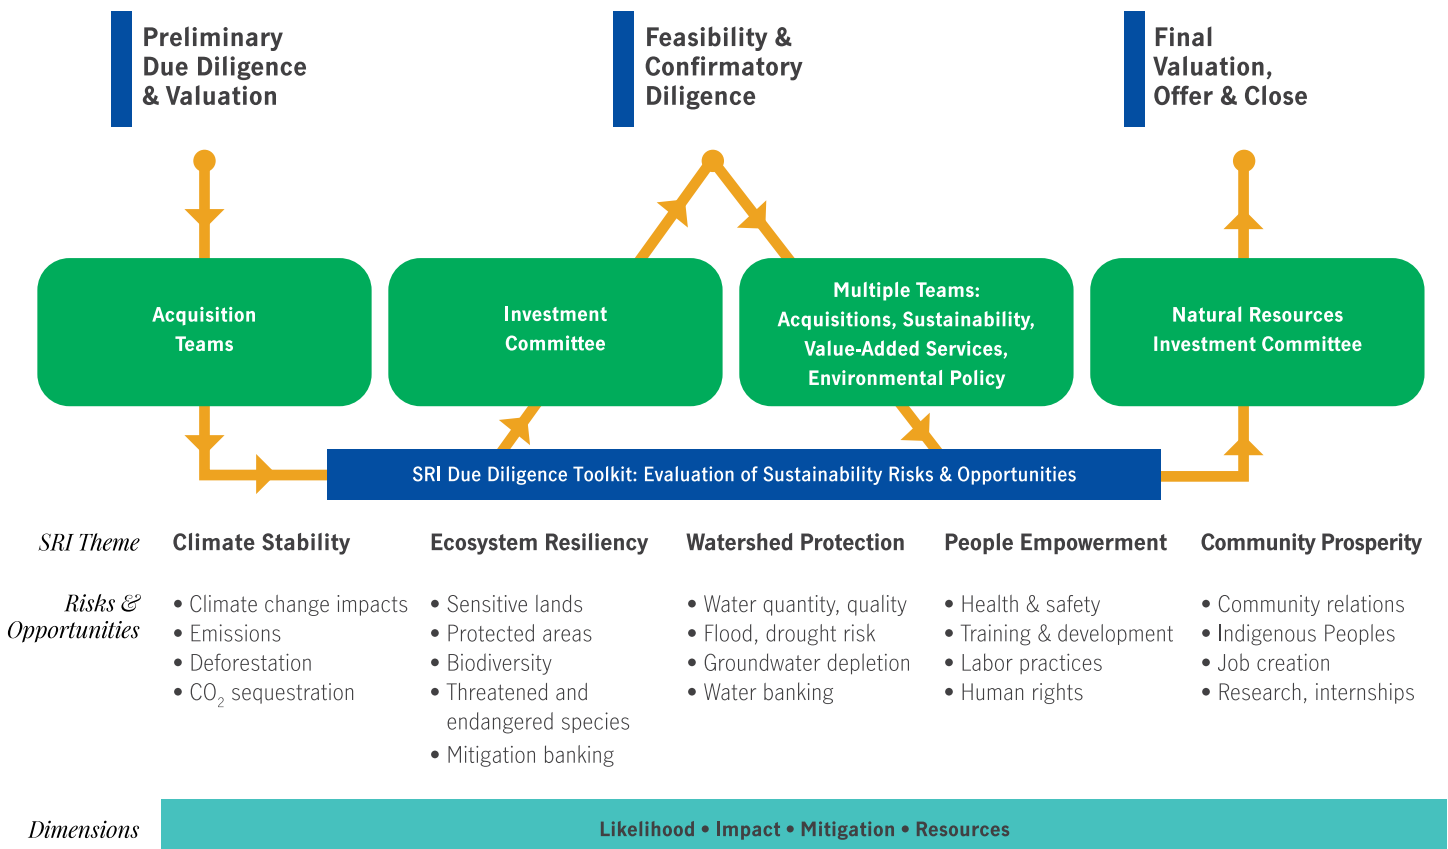 Preliminary
Due Diligence
& Valuation
Feasibility &
Confirmatory
Diligence
Final
Valuation,
Offer & Close
Acquisition
Teams
Investment
Committee
Multiple Teams:
Acquisitions, Sustainability,
Value-Added Services,
Environmental Policy
Natural Resources
Investment Committee
SRI Due Diligence Toolkit: Evaluation of Sustainability Risks & Opportunities
SRI Theme
Climate Stability
Ecosystem Resiliency
Watershed Protection
People Empowerment
Community Prosperity
Risks &
Opportunities
• Climate change impacts
• Emissions
• Deforestation
• CO₂ sequestration
• Sensitive lands
• Protected areas
• Biodiversity
• Threatened and
endangered species
• Mitigation banking
• Water quantity, quality
• Flood, drought risk
• Groundwater depletion
• Water banking
• Health & safety
• Training & development
• Labor practices
• Human rights
• Community relations
• Indigenous Peoples
• Job creation
• Research, internships
Dimensions
Likelihood • Impact • Mitigation • Resources